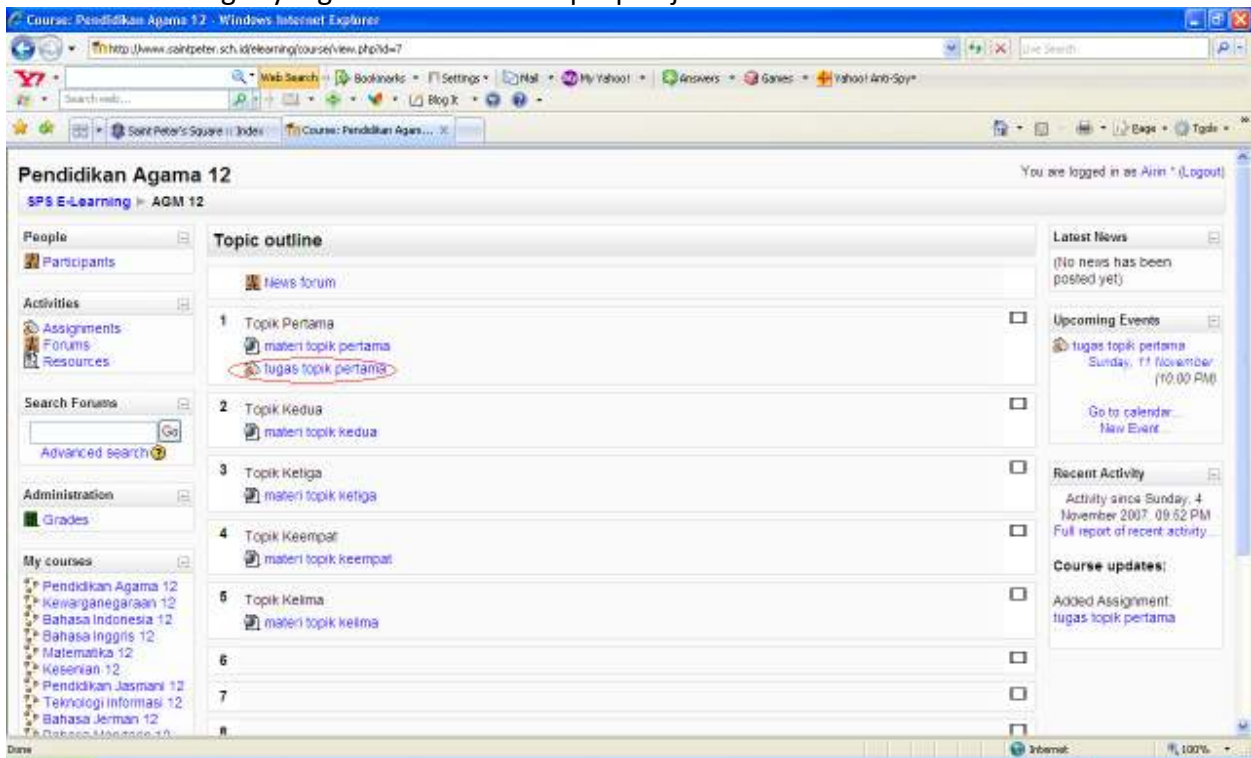 Course: Pendidikan Agama 12 - Windows Internet Explorer
http://www.saintpeter.sch.id/elearning/course/view.php?id=7
Live Search
Web Search
Bookmarks
Settings
Mail
My Yahoo!
Answers
Games
Yahoo! Anti-Spy
Search web...
Blog It
Saint Peter's Square :: Index
Course: Pendidikan Agam...
Page
Tools
Pendidikan Agama 12
You are logged in as Airin * (Logout)
SPS E-Learning ► AGM 12
People
Participants
Activities
Assignments
Forums
Resources
Search Forums
Go
Advanced search
Administration
Grades
My courses
Pendidikan Agama 12
Kewarganegaraan 12
Bahasa Indonesia 12
Bahasa Inggris 12
Matematika 12
Kesenian 12
Pendidikan Jasmani 12
Teknologi Informasi 12
Bahasa Jerman 12
Topic outline
News forum
1 Topik Pertama
materi topik pertama
tugas topik pertama
2 Topik Kedua
materi topik kedua
3 Topik Ketiga
materi topik ketiga
4 Topik Keempat
materi topik keempat
5 Topik Kelima
materi topik kelima
6
7
8
Latest News
(No news has been
posted yet)
Upcoming Events
tugas topik pertama
Sunday, 11 November
(10:00 PM)
Go to calendar...
New Event...
Recent Activity
Activity since Sunday, 4
November 2007, 09:52 PM
Full report of recent activity...
Course updates:
Added Assignment:
tugas topik pertama
Done
Internet
100%